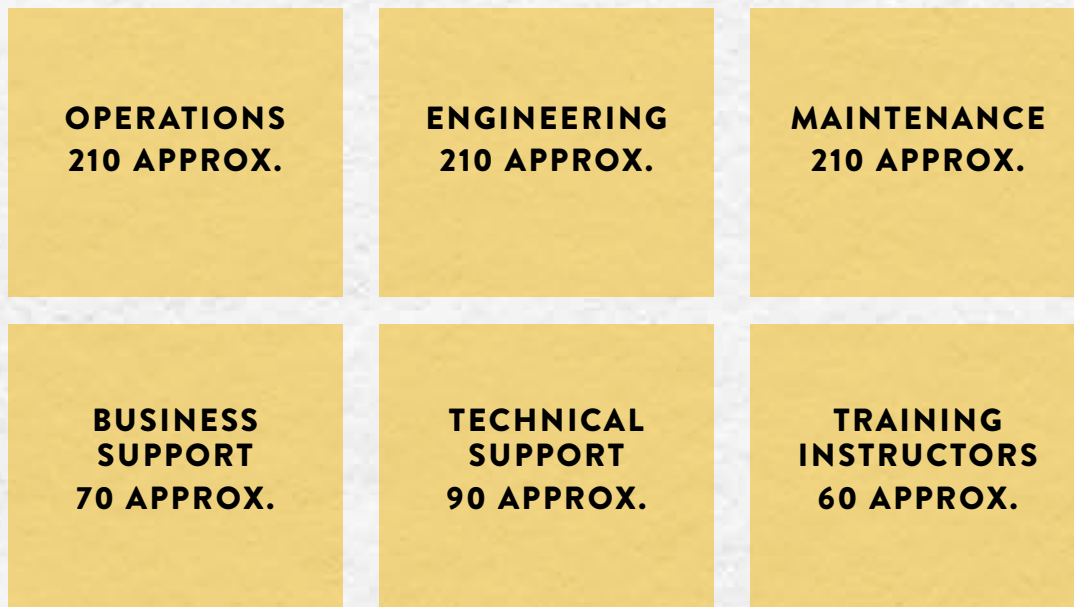 OPERATIONS
210 APPROX.
ENGINEERING
210 APPROX.
MAINTENANCE
210 APPROX.
BUSINESS
SUPPORT
70 APPROX.
TECHNICAL
SUPPORT
90 APPROX.
TRAINING
INSTRUCTORS
60 APPROX.